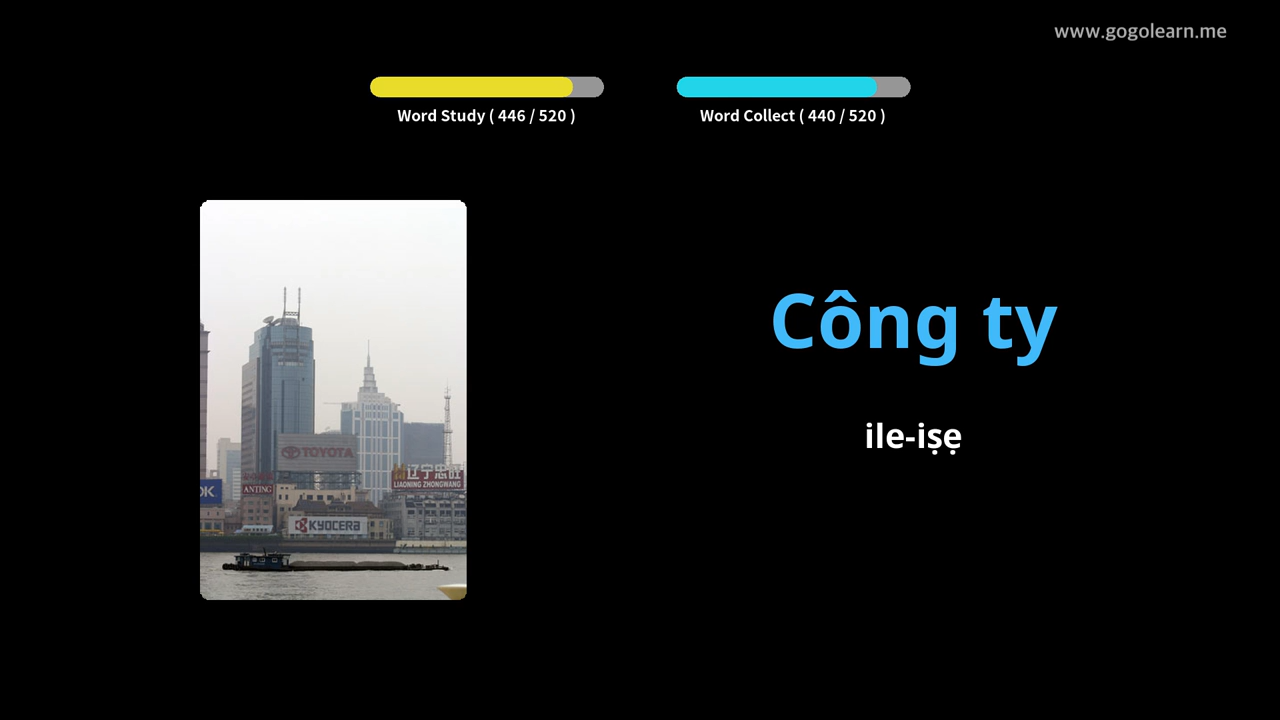 www.gogolearn.me
Word Study ( 446 / 520 )
Word Collect ( 440 / 520 )
Công ty
ile-iṣẹ
TOYOTA
辽宁忠旺
LIAONING ZHONGWANG
OK
ANTING
KYOCERA